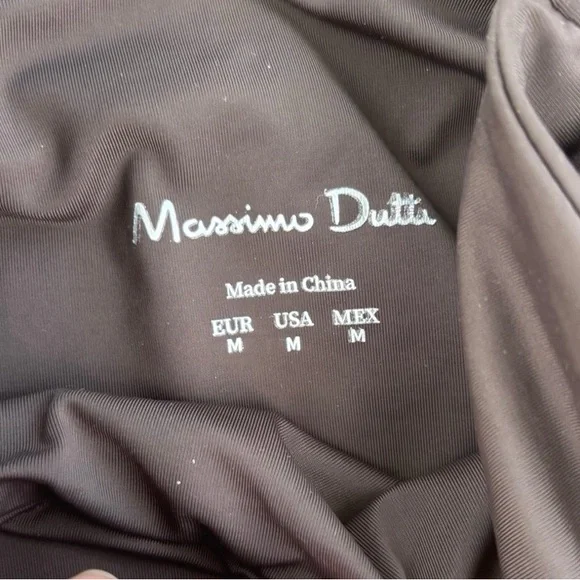 Massimo Dutti
Made in China
EUR USA MEX
M M M